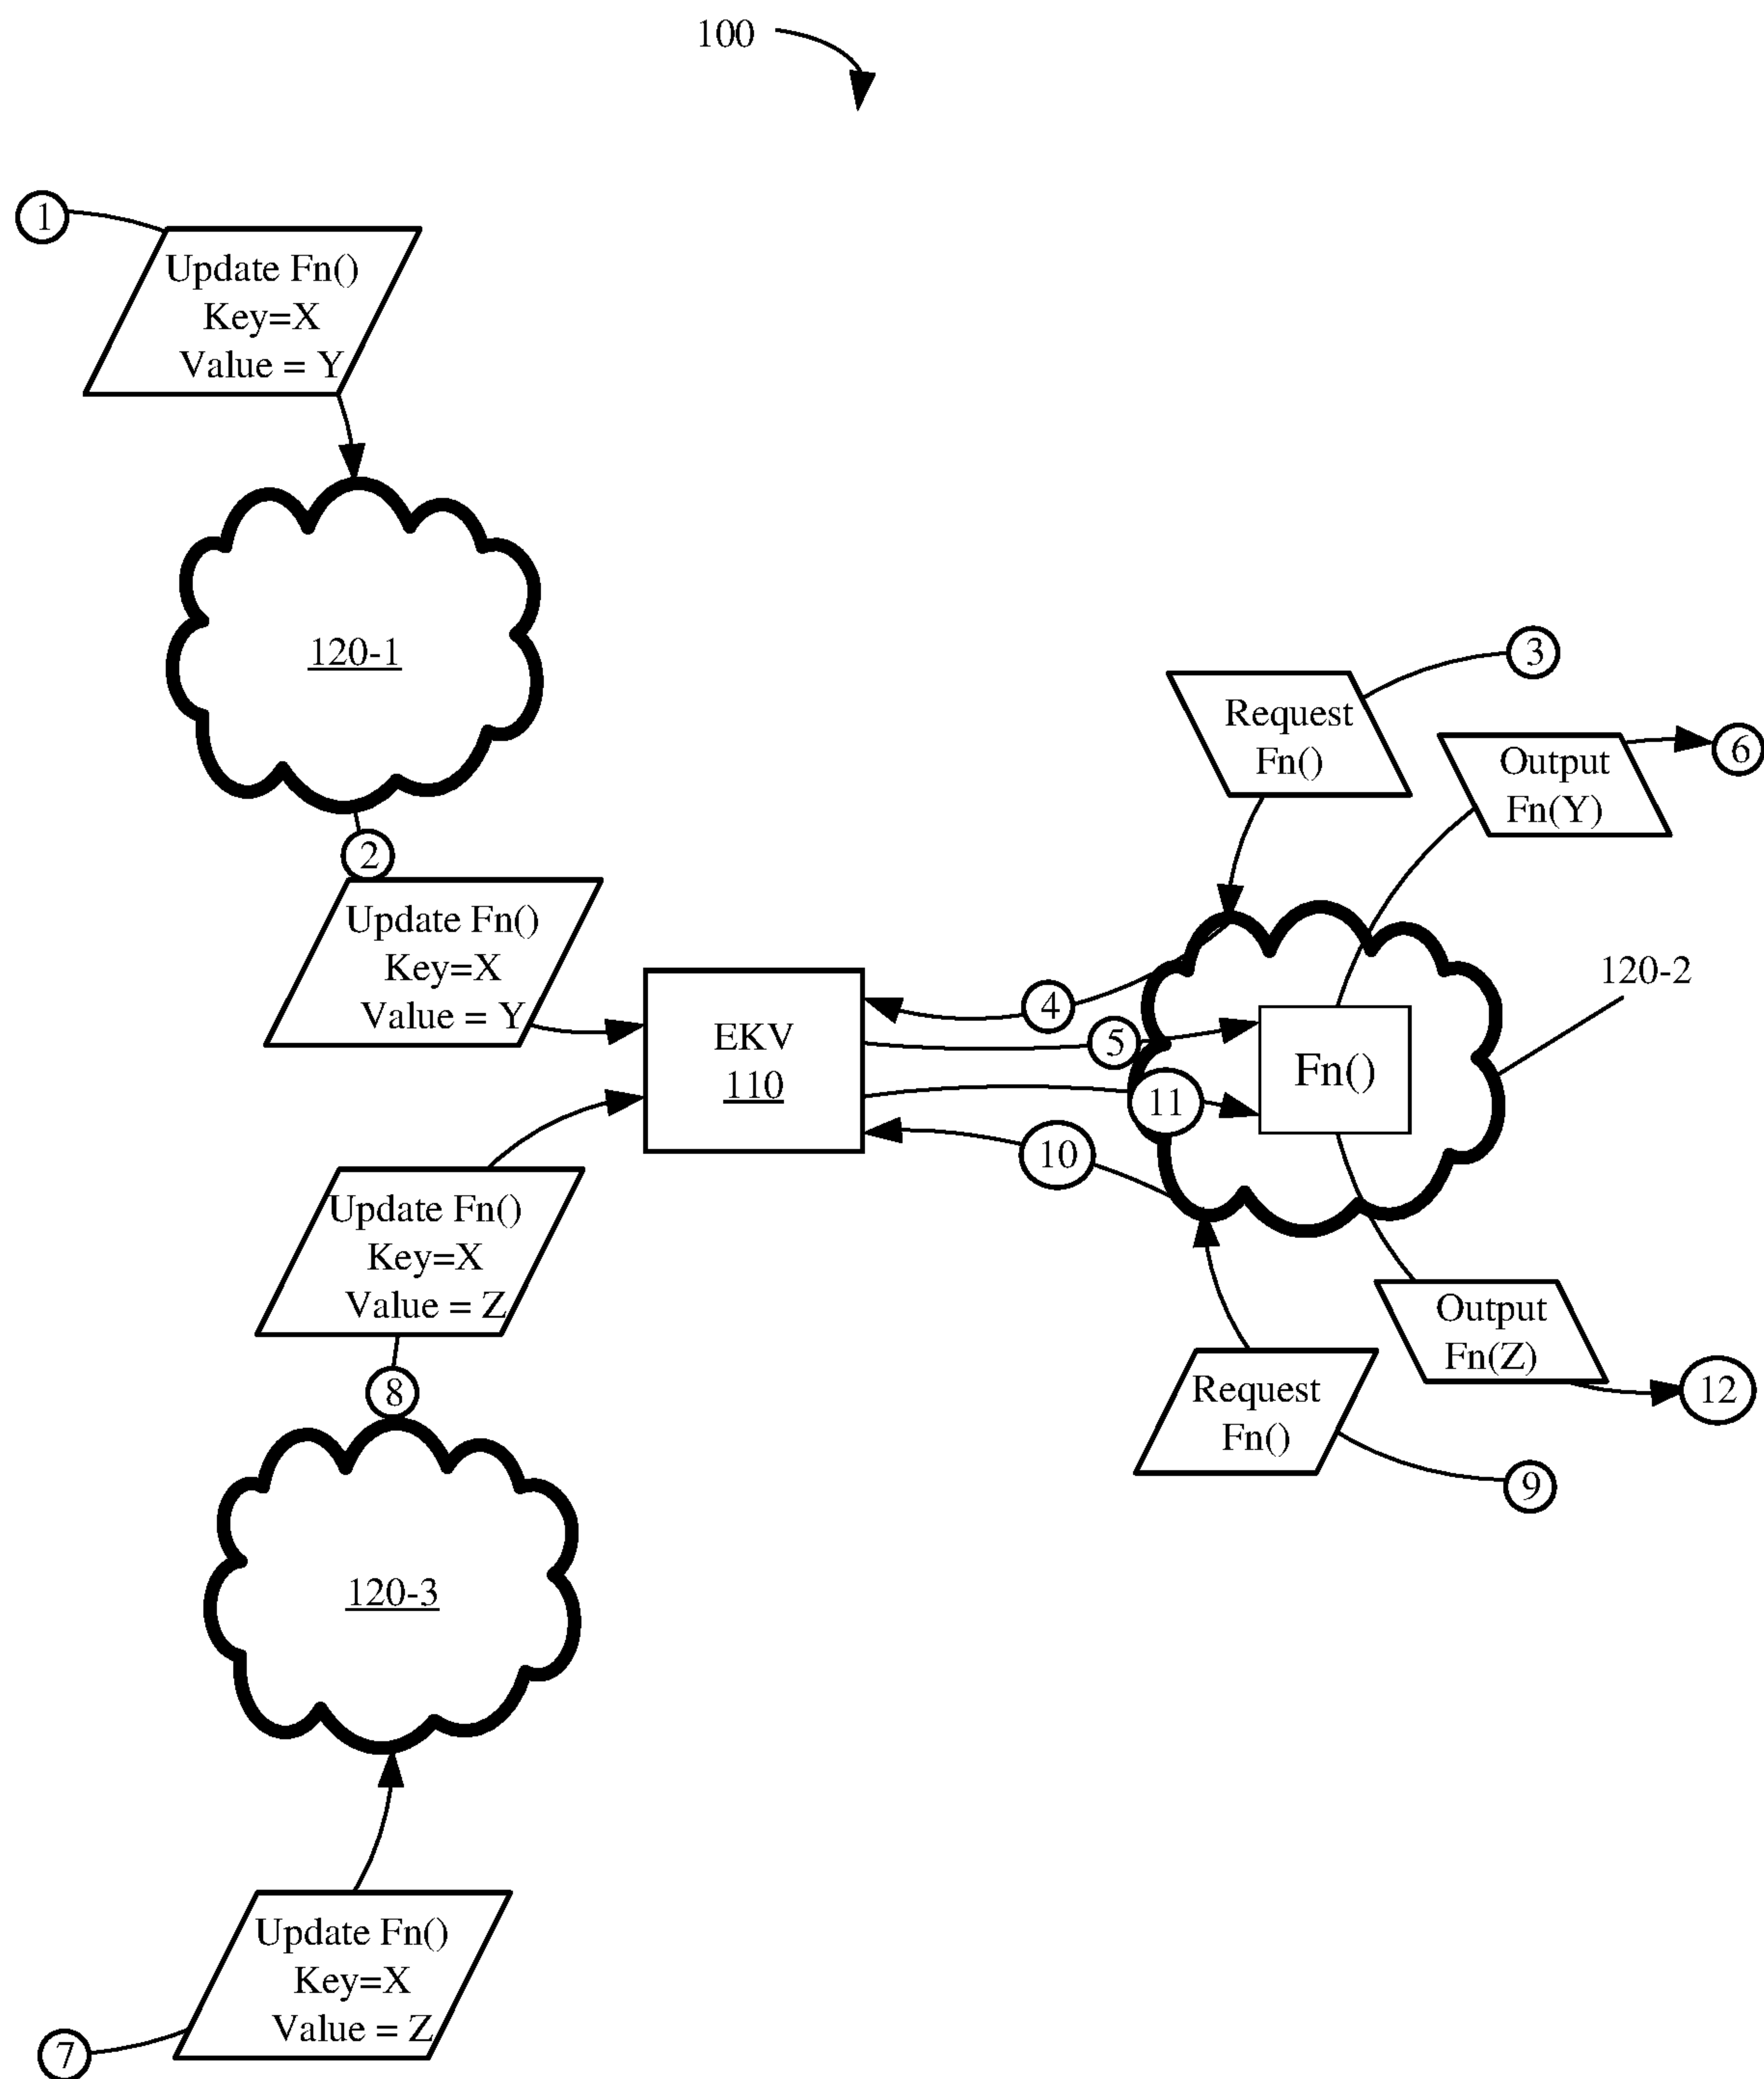 100
1
Update Fn()
Key=X
Value = Y
120-1
2
Update Fn()
Key=X
Value = Y
EKV
110
3
Request
Fn()
6
Output
Fn(Y)
120-2
4
5
Fn()
11
10
Update Fn()
Key=X
Value = Z
8
120-3
Output
Fn(Z)
12
Request
Fn()
9
Update Fn()
Key=X
Value = Z
7